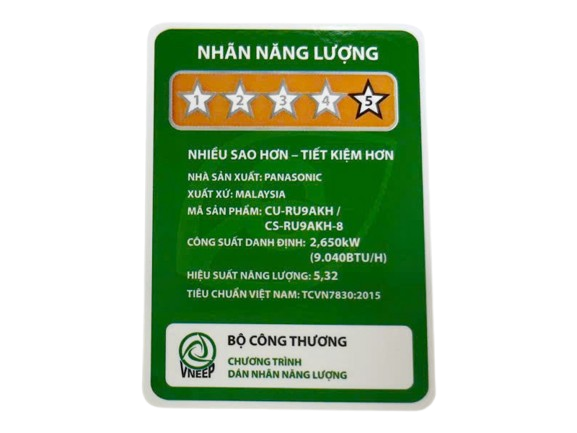 NHÃN NĂNG LƯỢNG
1 2 3 4 5
NHIỀU SAO HƠN – TIẾT KIỆM HƠN
NHÀ SẢN XUẤT: PANASONIC
XUẤT XỨ: MALAYSIA
MÃ SẢN PHẨM: CU-RU9AKH /
CS-RU9AKH-8
CÔNG SUẤT DANH ĐỊNH: 2,650kW
(9.040BTU/H)
HIỆU SUẤT NĂNG LƯỢNG: 5,32
TIÊU CHUẨN VIỆT NAM: TCVN7830:2015
BỘ CÔNG THƯƠNG
CHƯƠNG TRÌNH
DÁN NHÃN NĂNG LƯỢNG
VNEEP